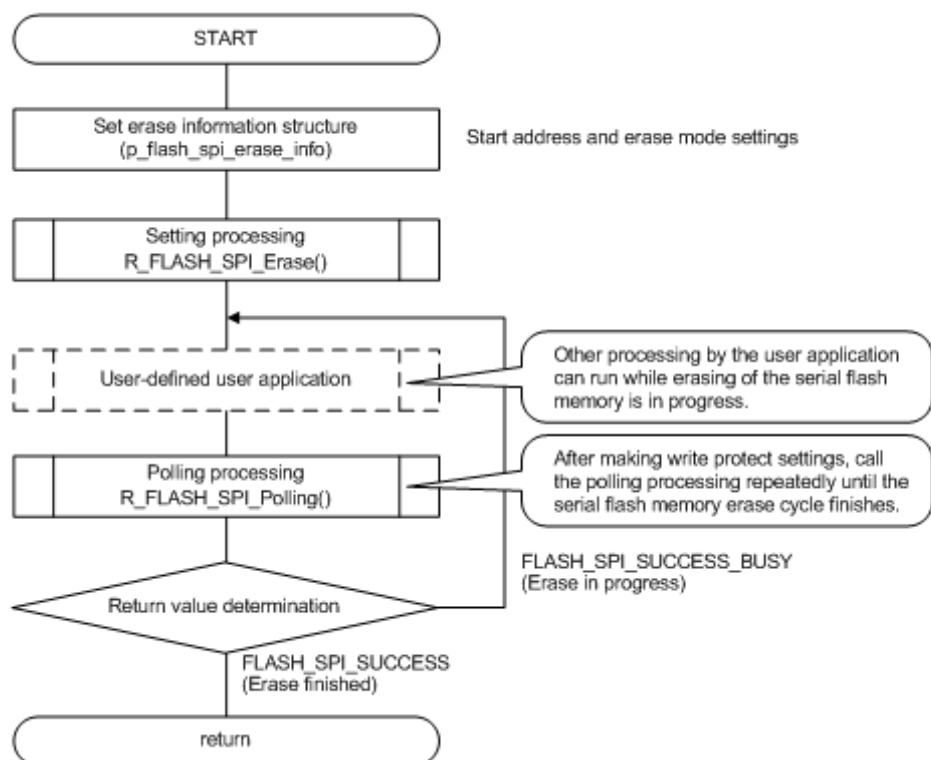 START
Set erase information structure
(p_flash_spi_erase_info)
Start address and erase mode settings
Setting processing
R_FLASH_SPI_Erase()
User-defined user application
Other processing by the user application
can run while erasing of the serial flash
memory is in progress.
Polling processing
R_FLASH_SPI_Polling()
After making write protect settings, call
the polling processing repeatedly until the
serial flash memory erase cycle finishes.
Return value determination
FLASH_SPI_SUCCESS_BUSY
(Erase in progress)
FLASH_SPI_SUCCESS
(Erase finished)
return